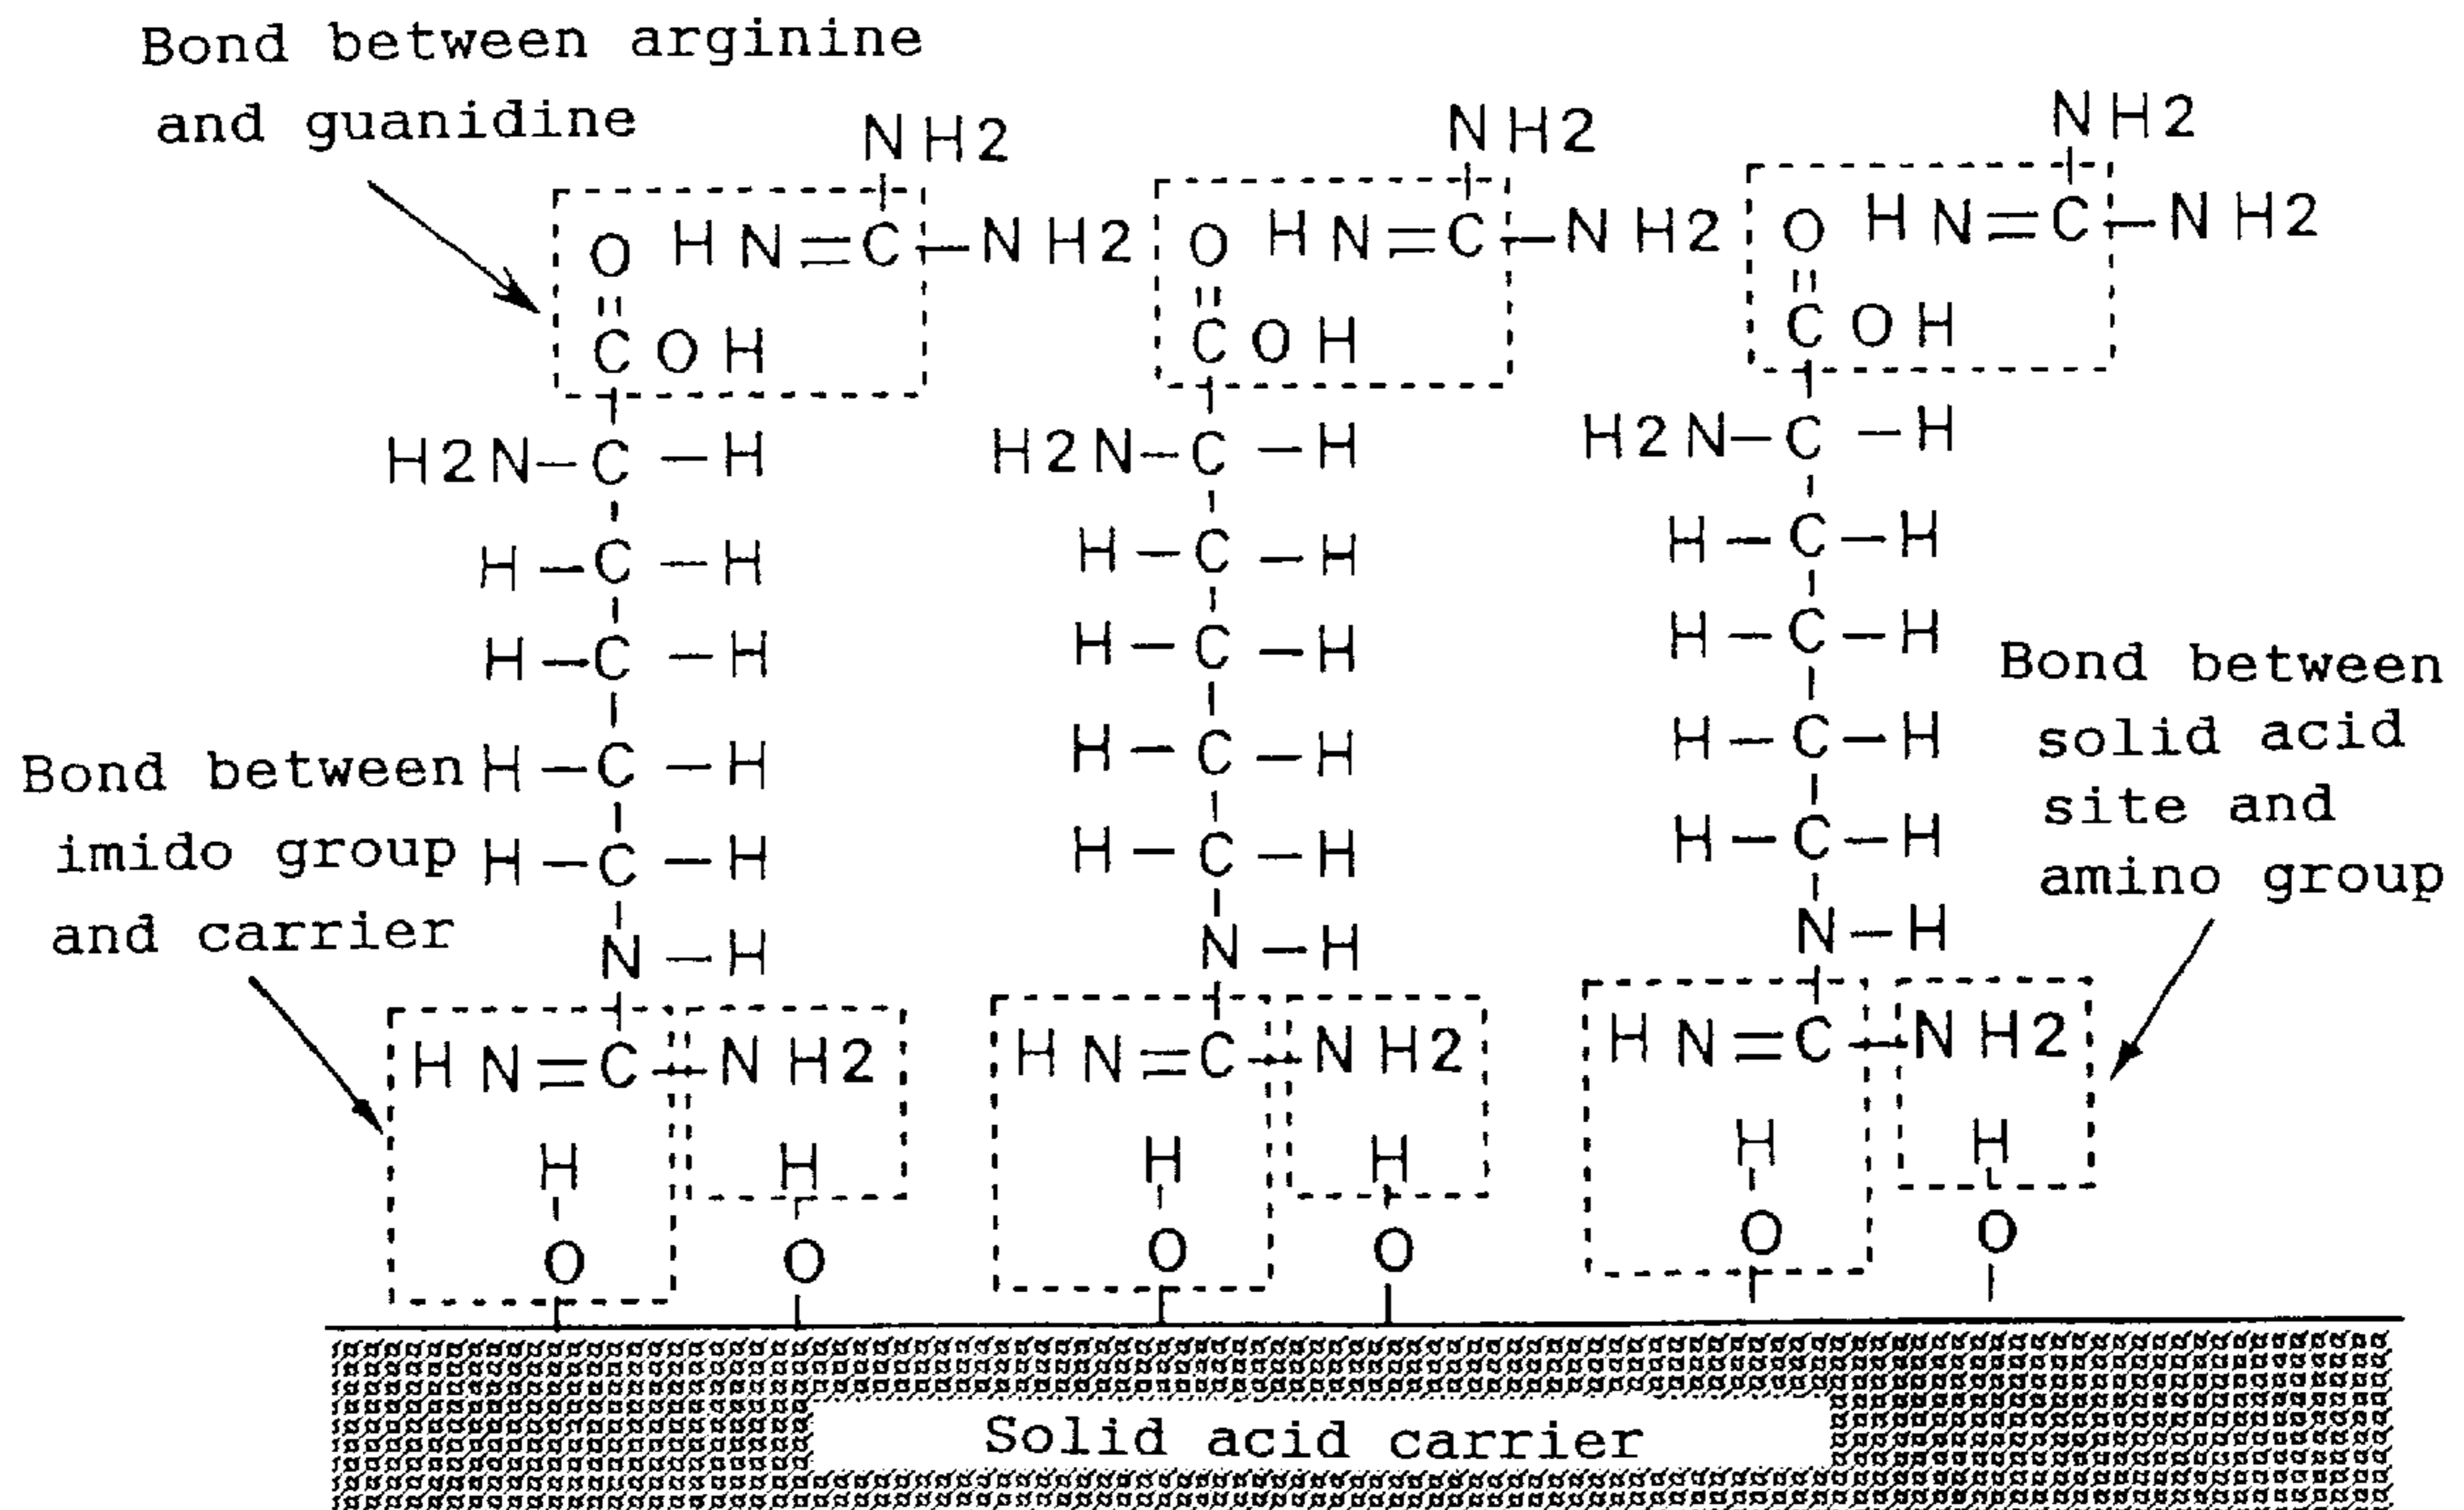 Bond between arginine
and guanidine
NH2 NH2 NH2
O HN=C-NH2 O HN=C-NH2 O HN=C-NH2
COH COH COH
H2N-C-H H2N-C-H H2N-C-H
H-C-H H-C-H H-C-H
H-C-H H-C-H H-C-H
H-C-H H-C-H H-C-H
H-C-H H-C-H H-C-H
N-H N-H N-H
Bond between
imido group
and carrier
Bond between
solid acid
site and
amino group
HN=C-NH2 HN=C-NH2 HN=C-NH2
H H H H H H
O O O O O O
Solid acid carrier